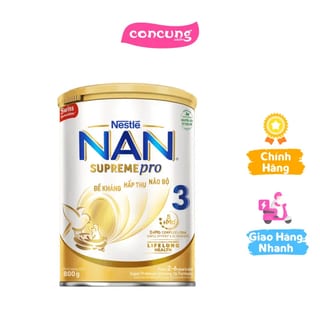 concung
Nestlé
NAN
SUPREMEpro
ĐỀ KHÁNG HẤP THU NÃO BỘ
3
LIFELONG
HEALTH
800g
Chính
Hãng
Giao Hàng
Nhanh